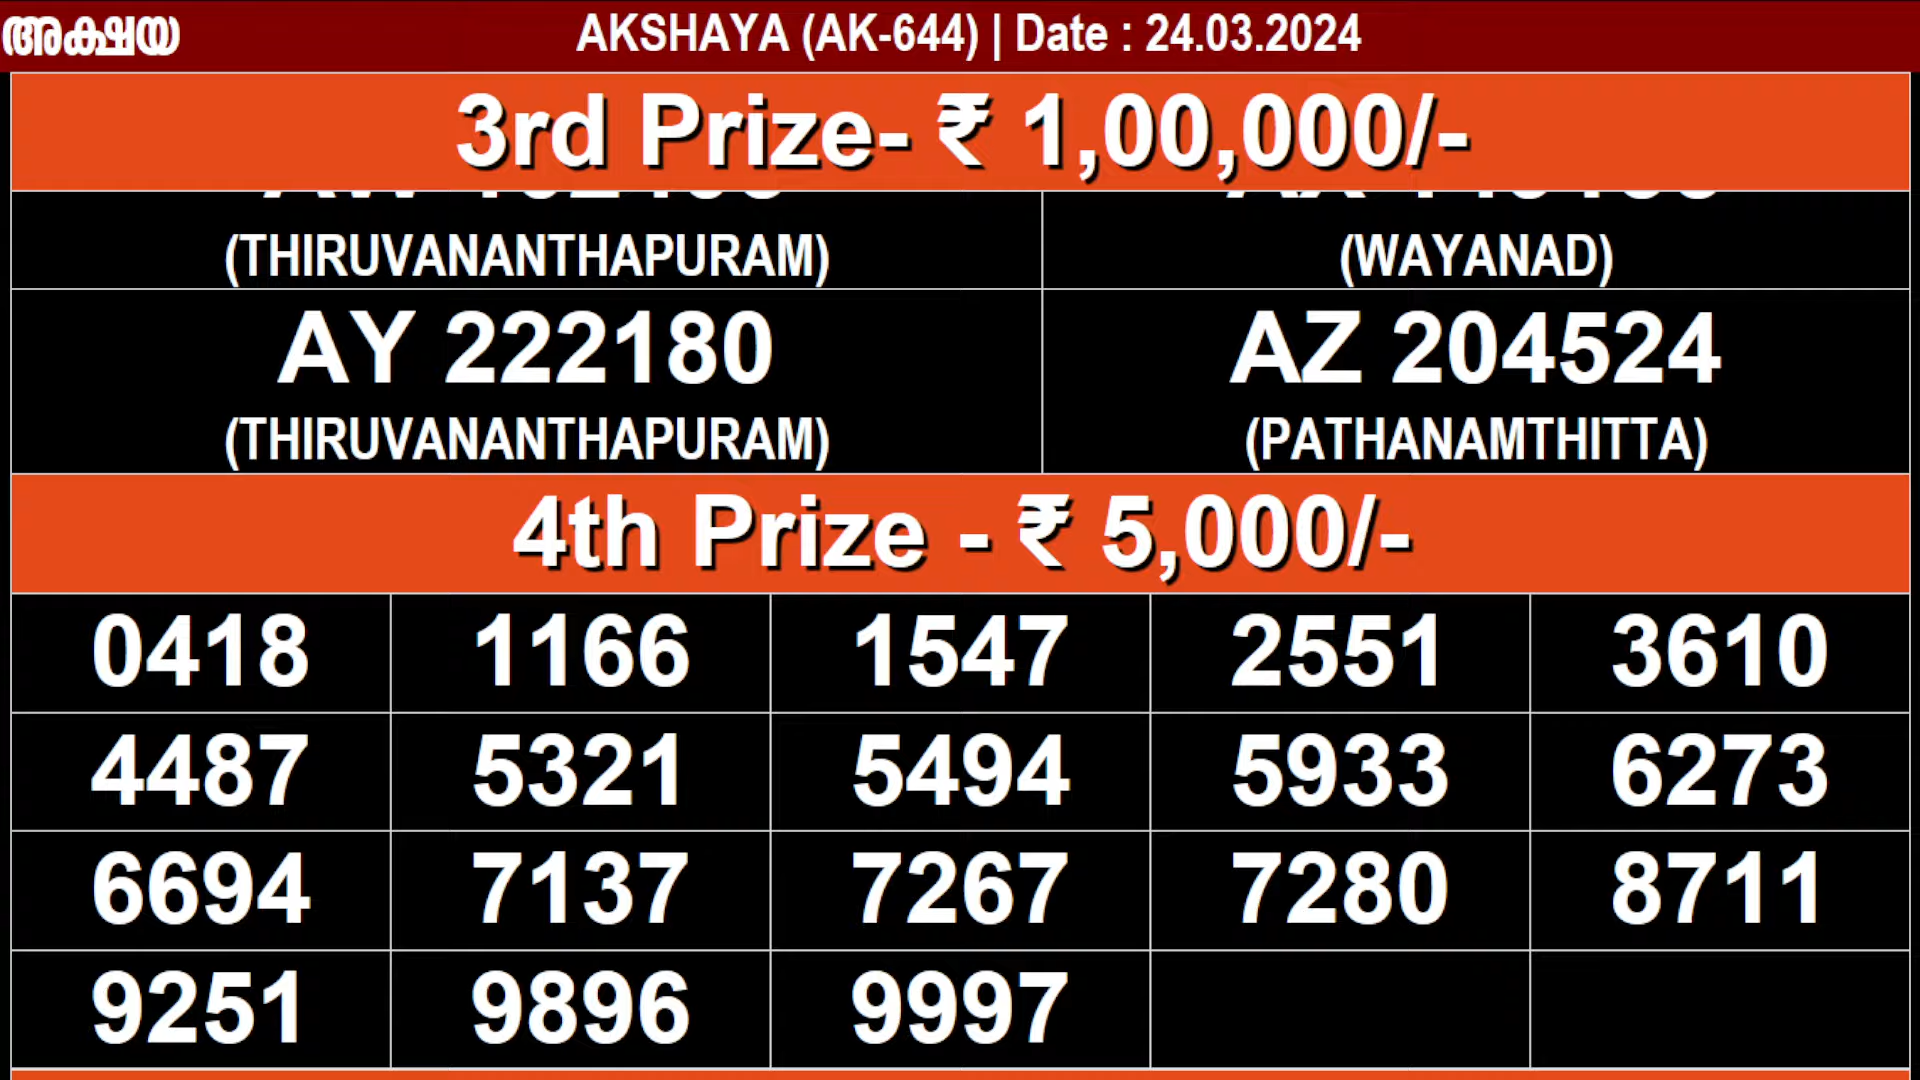 അക്ഷയ
AKSHAYA (AK-644) | Date : 24.03.2024
3rd Prize- ₹ 1,00,000/-
(THIRUVANANTHAPURAM) (WAYANAD)
AY 222180 AZ 204524
(THIRUVANANTHAPURAM) (PATHANAMTHITTA)
4th Prize - ₹ 5,000/-
0418 1166 1547 2551 3610
4487 5321 5494 5933 6273
6694 7137 7267 7280 8711
9251 9896 9997